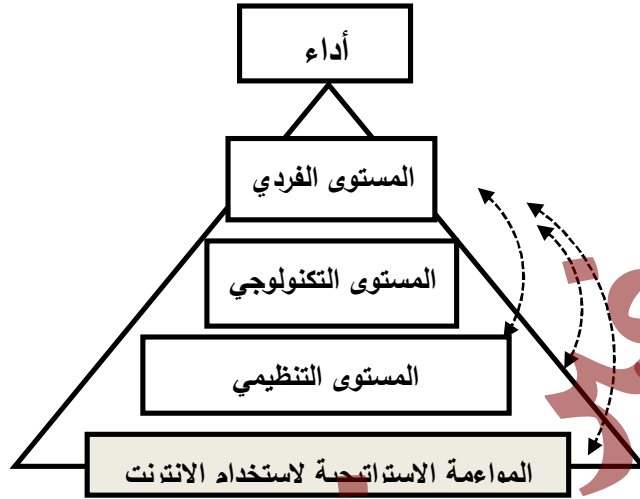 أداء
المستوى الفردي
المستوى التكنولوجي
المستوى التنظيمي
المواءمة الاستراتيجية لاستخدام الانترنت